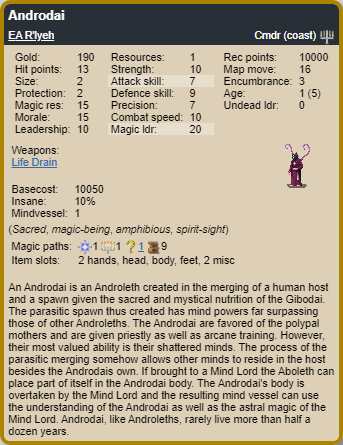 Androdai
EA R'lyeh Cmdr (coast)
Gold: 190 Resources: 1 Rec points: 10000
Hit points: 13 Strength: 10 Map move: 16
Size: 2 Attack skill: 7 Encumbrance: 3
Protection: 2 Defence skill: 9 Age: 1 (5)
Magic res: 15 Precision: 7 Undead ldr: 0
Morale: 15 Combat speed: 10
Leadership: 10 Magic ldr: 20
Weapons:
Life Drain
Basecost: 10050
Insane: 10%
Mindvessel: 1
(Sacred, magic-being, amphibious, spirit-sight)
Magic paths: 1 1 ? 1 9
Item slots: 2 hands, head, body, feet, 2 misc
An Androdai is an Androleth created in the merging of a human host
and a spawn given the sacred and mystical nutrition of the Gibodai.
The parasitic spawn thus created has mind powers far surpassing
those of other Androleths. The Androdai are favored of the polypal
mothers and are given priestly as well as arcane training. However,
their most valued ability is their shattered minds. The process of the
parasitic merging somehow allows other minds to reside in the host
besides the Androdais own. If brought to a Mind Lord the Aboleth can
place part of itself in the Androdai body. The Androdai's body is
overtaken by the Mind Lord and the resulting mind vessel can use
the understanding of the Androdai as well as the astral magic of the
Mind Lord. Androdai, like Androleths, rarely live more than half a
dozen years.